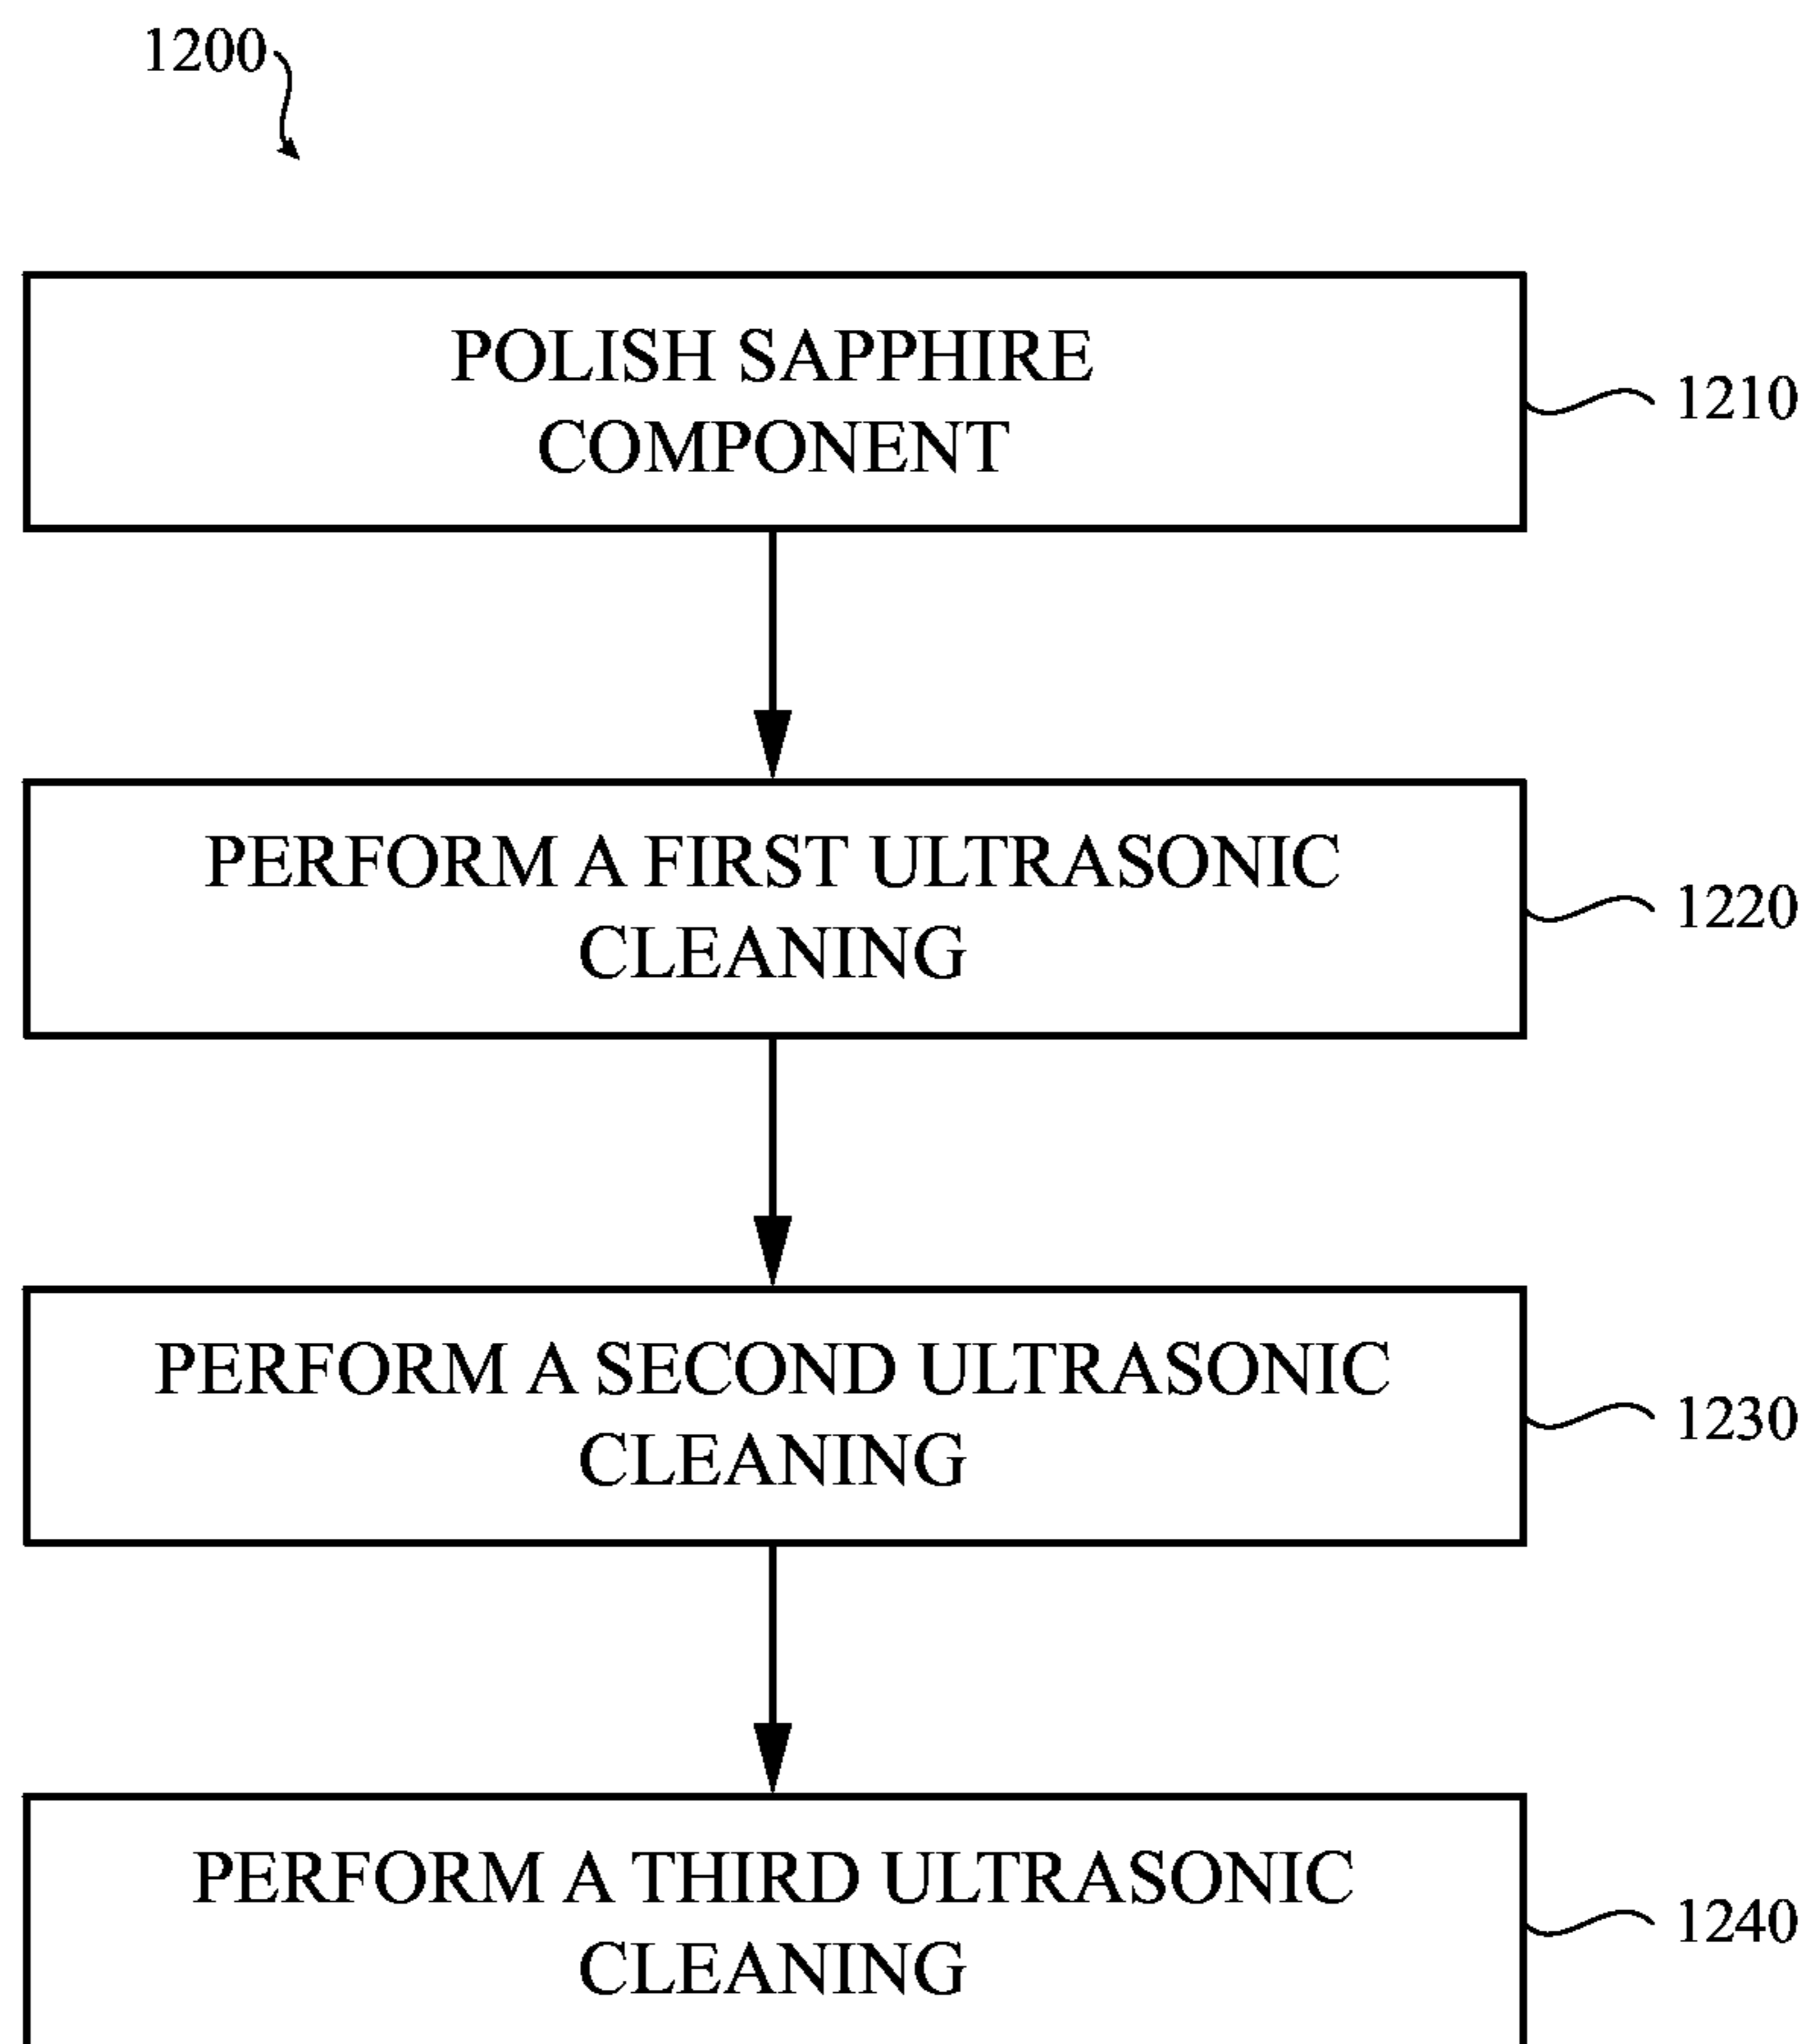 1200
POLISH SAPPHIRE
COMPONENT
1210
PERFORM A FIRST ULTRASONIC
CLEANING
1220
PERFORM A SECOND ULTRASONIC
CLEANING
1230
PERFORM A THIRD ULTRASONIC
CLEANING
1240